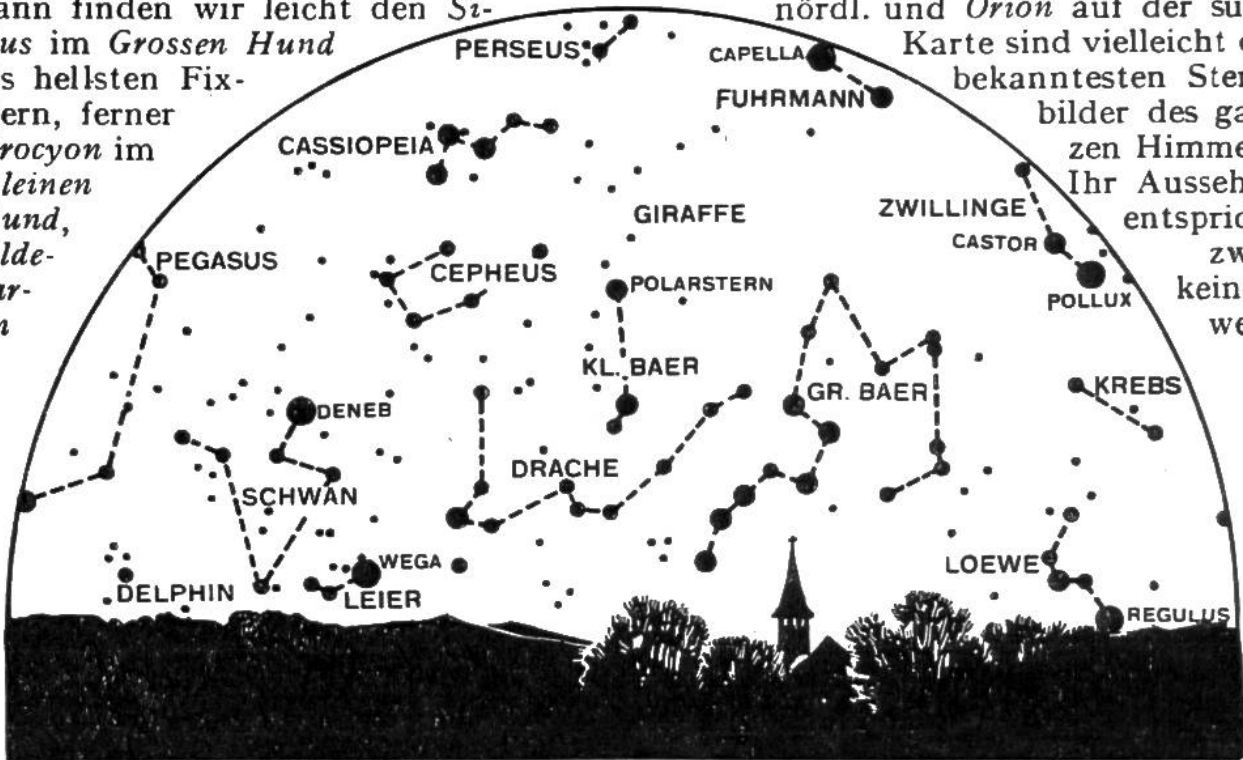 ann finden wir leicht den Si-
us im Grossen Hund
s hellsten Fix-
ern, ferner
rocyon im
leinen
und,
lde-
ar-
nördl. und Orion auf der sü
Karte sind vielleicht
bekanntesten Ster
bilder des ga
zen Himme
Ihr Ausseh
entspric
zw
kein
we
PERSEUS
CAPELLA
FUHRMANN
CASSIOPEIA
GIRAFFE
ZWILLINGE
CASTOR
POLLUX
PEGASUS
CEPHEUS
POLARSTERN
KL. BAER
GR. BAER
KREBS
DENEB
SCHWAN
DRACHE
WEGA
LEIER
DELPHIN
LOEWE
REGULUS